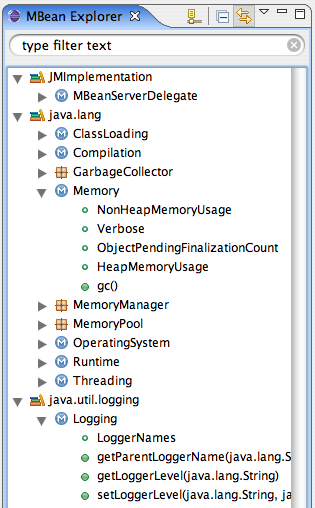 MBean Explorer
type filter text
JMImplementation
MBeanServerDelegate
java.lang
ClassLoading
Compilation
GarbageCollector
Memory
NonHeapMemoryUsage
Verbose
ObjectPendingFinalizationCount
HeapMemoryUsage
gc()
MemoryManager
MemoryPool
OperatingSystem
Runtime
Threading
java.util.logging
Logging
LoggerNames
getParentLoggerName(java.lang.S
getLoggerLevel(java.lang.String)
setLoggerLevel(java.lang.String, ja